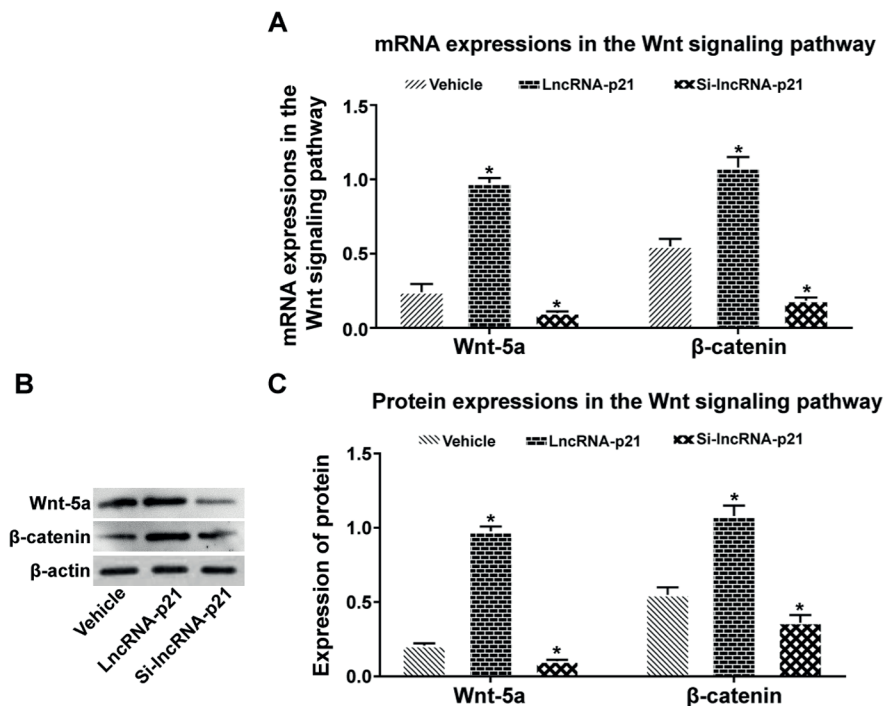 A
mRNA expressions in the Wnt signaling pathway
Vehicle LncRNA-p21 Si-lncRNA-p21
mRNA expressions in the
Wnt signaling pathway
1.5
1.0
0.5
0.0
* * * *
Wnt-5a β-catenin
B
Wnt-5a
β-catenin
β-actin
Vehicle
LncRNA-p21
Si-lncRNA-p21
C
Protein expressions in the Wnt signaling pathway
Vehicle LncRNA-p21 Si-lncRNA-p21
Expression of protein
1.5
1.0
0.5
0.0
* * * *
Wnt-5a β-catenin